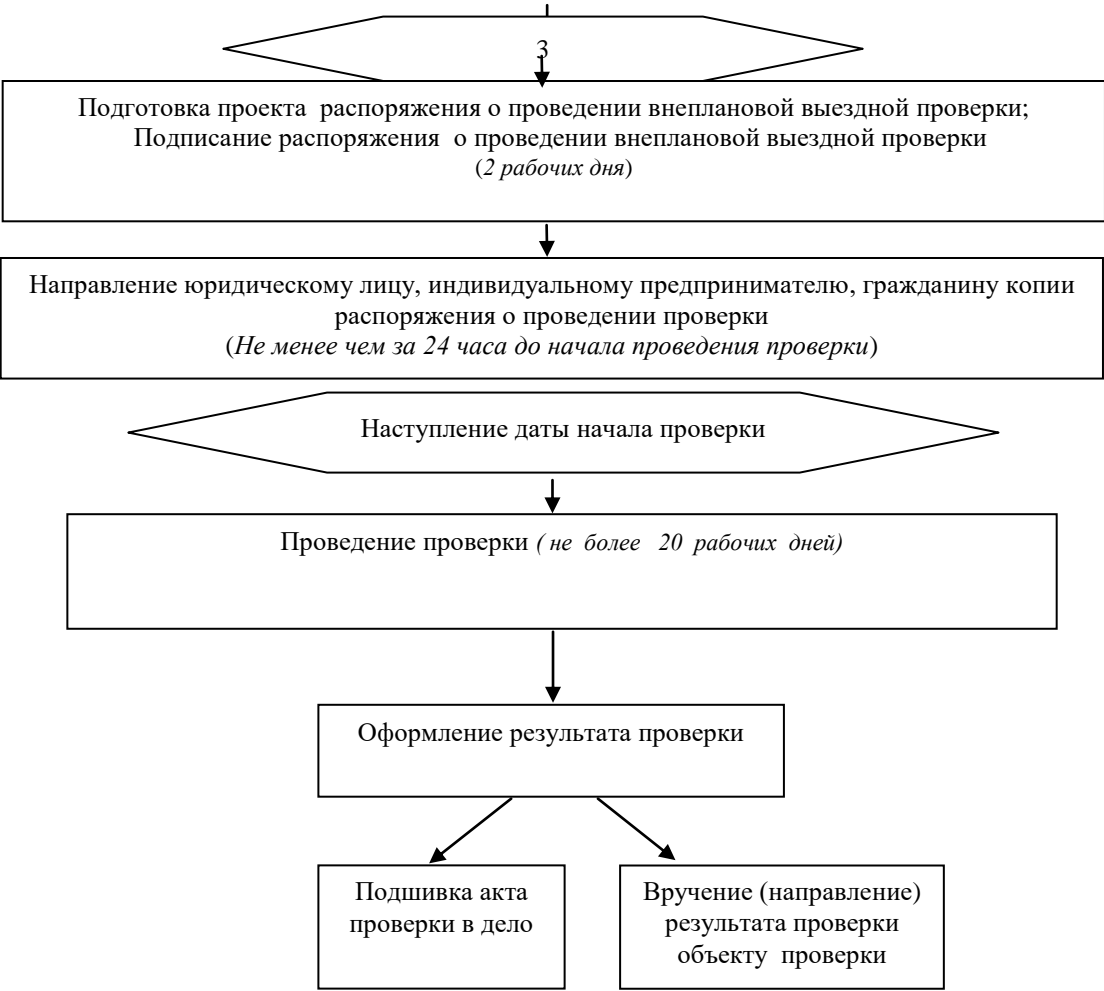 3
Подготовка проекта распоряжения о проведении внеплановой выездной проверки;
Подписание распоряжения о проведении внеплановой выездной проверки
(2 рабочих дня)
Направление юридическому лицу, индивидуальному предпринимателю, гражданину копии
распоряжения о проведении проверки
(Не менее чем за 24 часа до начала проведения проверки)
Наступление даты начала проверки
Проведение проверки ( не более 20 рабочих дней)
Оформление результата проверки
Подшивка акта
проверки в дело
Вручение (направление)
результата проверки
объекту проверки